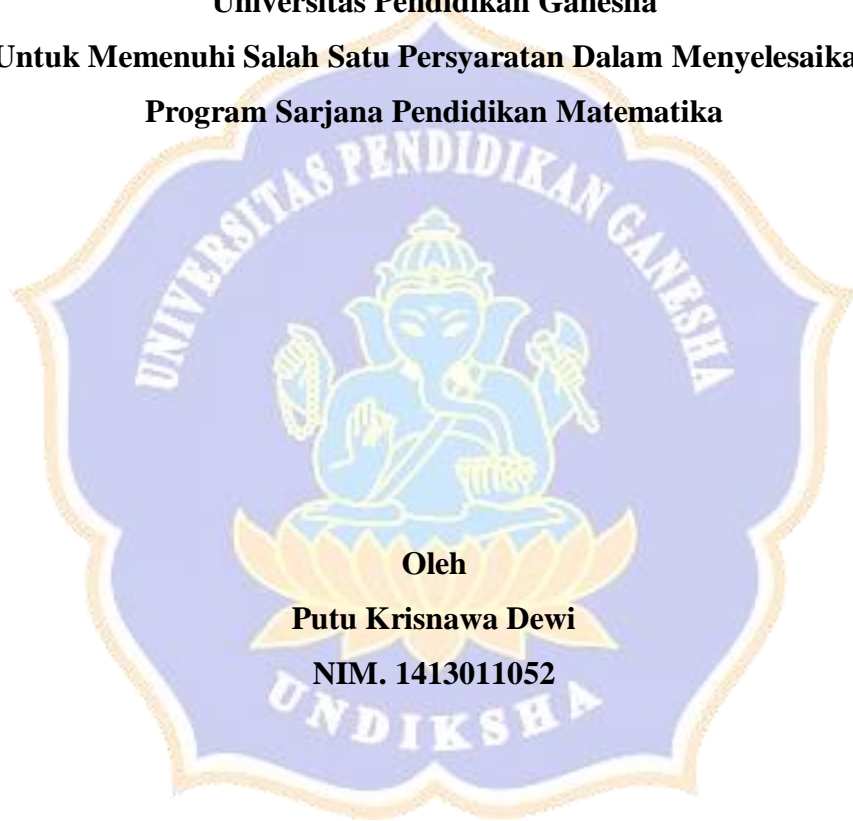 Universitas Pendidikan Ganesha
Untuk Memenuhi Salah Satu Persyaratan Dalam Menyelesaika
Program Sarjana Pendidikan Matematika
UNIVERSITAS PENDIDIKAN GANESHA
Oleh
Putu Krisnawa Dewi
NIM. 1413011052
UNDIKSHA